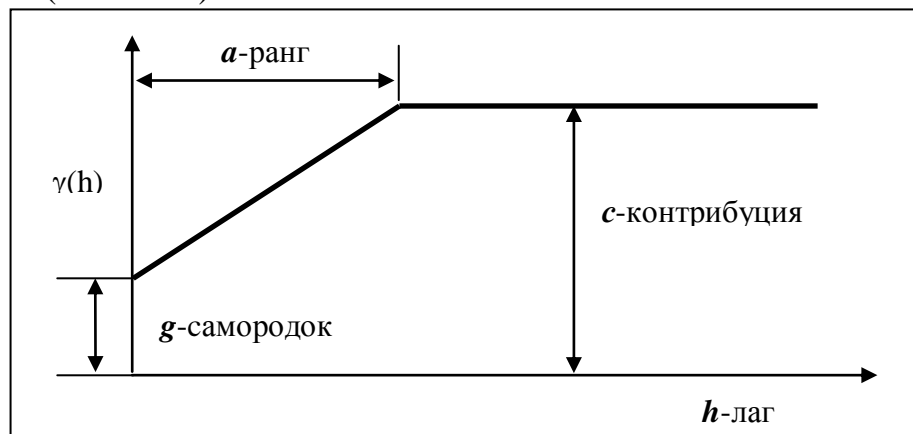 a-ранг
γ(h)
c-контрибуция
g-самородок
h-лаг